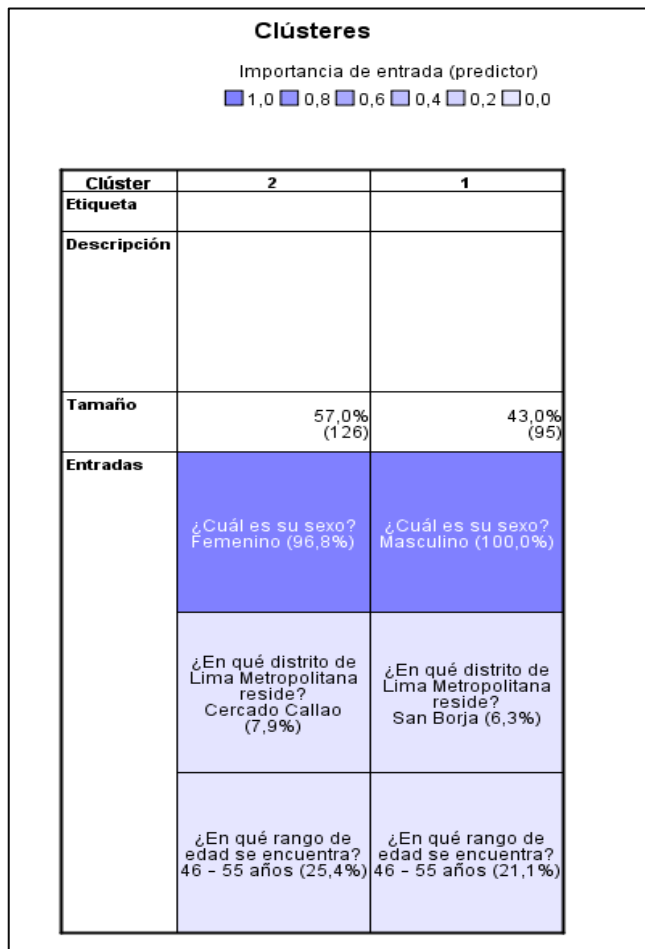 Clústeres
Importancia de entrada (predictor)
1,0 0,8 0,6 0,4 0,2 0,0
Clúster 2 1
Etiqueta
Descripción
Tamaño 57,0% (126) 43,0% (95)
Entradas
¿Cuál es su sexo?
Femenino (96,8%)
¿Cuál es su sexo?
Masculino (100,0%)
¿En qué distrito de
Lima Metropolitana
reside?
Cercado Callao
(7,9%)
¿En qué distrito de
Lima Metropolitana
reside?
San Borja (6,3%)
¿En qué rango de
edad se encuentra?
46 - 55 años (25,4%)
¿En qué rango de
edad se encuentra?
46 - 55 años (21,1%)